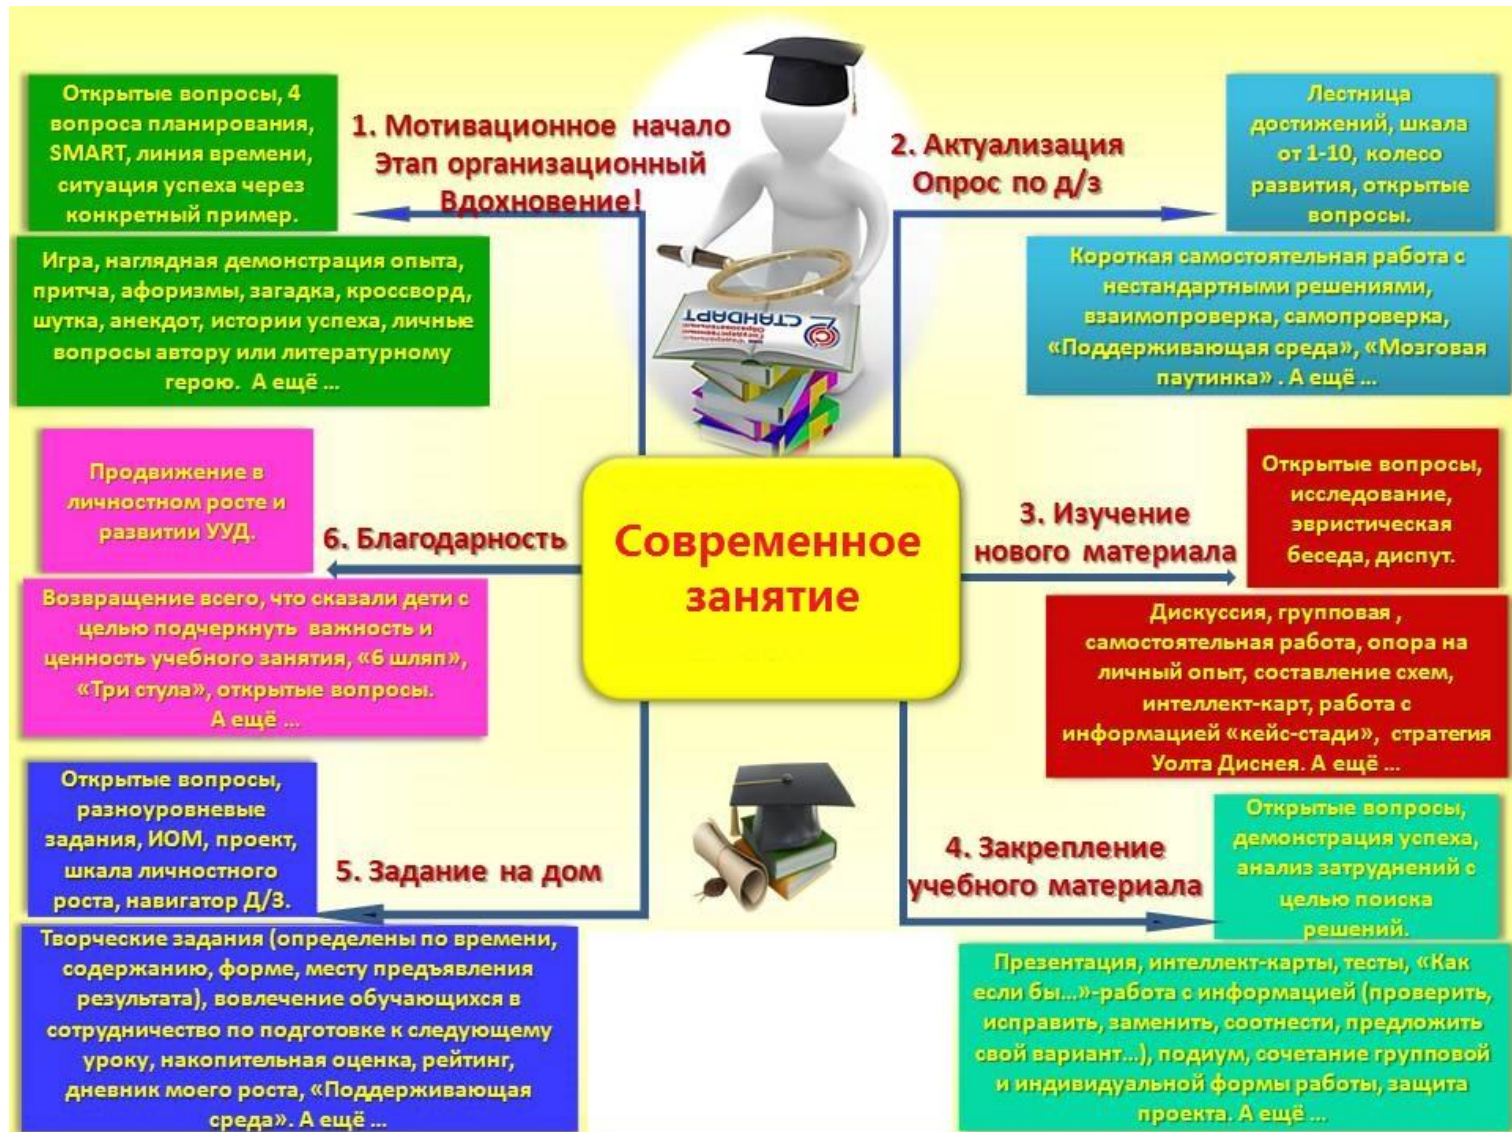 Открытые вопросы, 4
вопроса планирования,
SMART, линия времени,
ситуация успеха через
конкретный пример.
1. Мотивационное начало
Этап организационный
Вдохновение!
Игра, наглядная демонстрация опыта,
притча, афоризмы, загадка, кроссворд,
шутка, анекдот, истории успеха, личные
вопросы автору или литературному
герою. А ещё ...
2. Актуализация
Опрос по д/з
Лестница
достижений, шкала
от 1-10, колесо
развития, открытые
вопросы.
Короткая самостоятельная работа с
нестандартными решениями,
взаимопроверка, самопроверка,
«Поддерживающая среда», «Мозговая
паутинка» . А ещё ...
СТАНДАРТ
Современное
занятие
3. Изучение
нового материала
Открытые вопросы,
исследование,
эвристическая
беседа, диспут.
Дискуссия, групповая ,
самостоятельная работа, опора на
личный опыт, составление схем,
интеллект-карт, работа с
информацией «кейс-стади», стратегия
Уолта Диснея. А ещё ...
4. Закрепление
учебного материала
Открытые вопросы,
демонстрация успеха,
анализ затруднений с
целью поиска
решений.
Презентация, интеллект-карты, тесты, «Как
если бы...»-работа с информацией (проверить,
исправить, заменить, соотнести, предложить
свой вариант...), подиум, сочетание групповой
и индивидуальной формы работы, защита
проекта. А ещё ...
5. Задание на дом
Открытые вопросы,
разноуровневые
задания, ИОМ, проект,
шкала личностного
роста, навигатор Д/З.
Творческие задания (определены по времени,
содержанию, форме, месту предъявления
результата), вовлечение обучающихся в
сотрудничество по подготовке к следующему
уроку, накопительная оценка, рейтинг,
дневник моего роста, «Поддерживающая
среда». А ещё ...
6. Благодарность
Продвижение в
личностном росте и
развитии УУД.
Возвращение всего, что сказали дети с
целью подчеркнуть важность и
ценность учебного занятия, «6 шляп»,
«Три стула», открытые вопросы.
А ещё ...